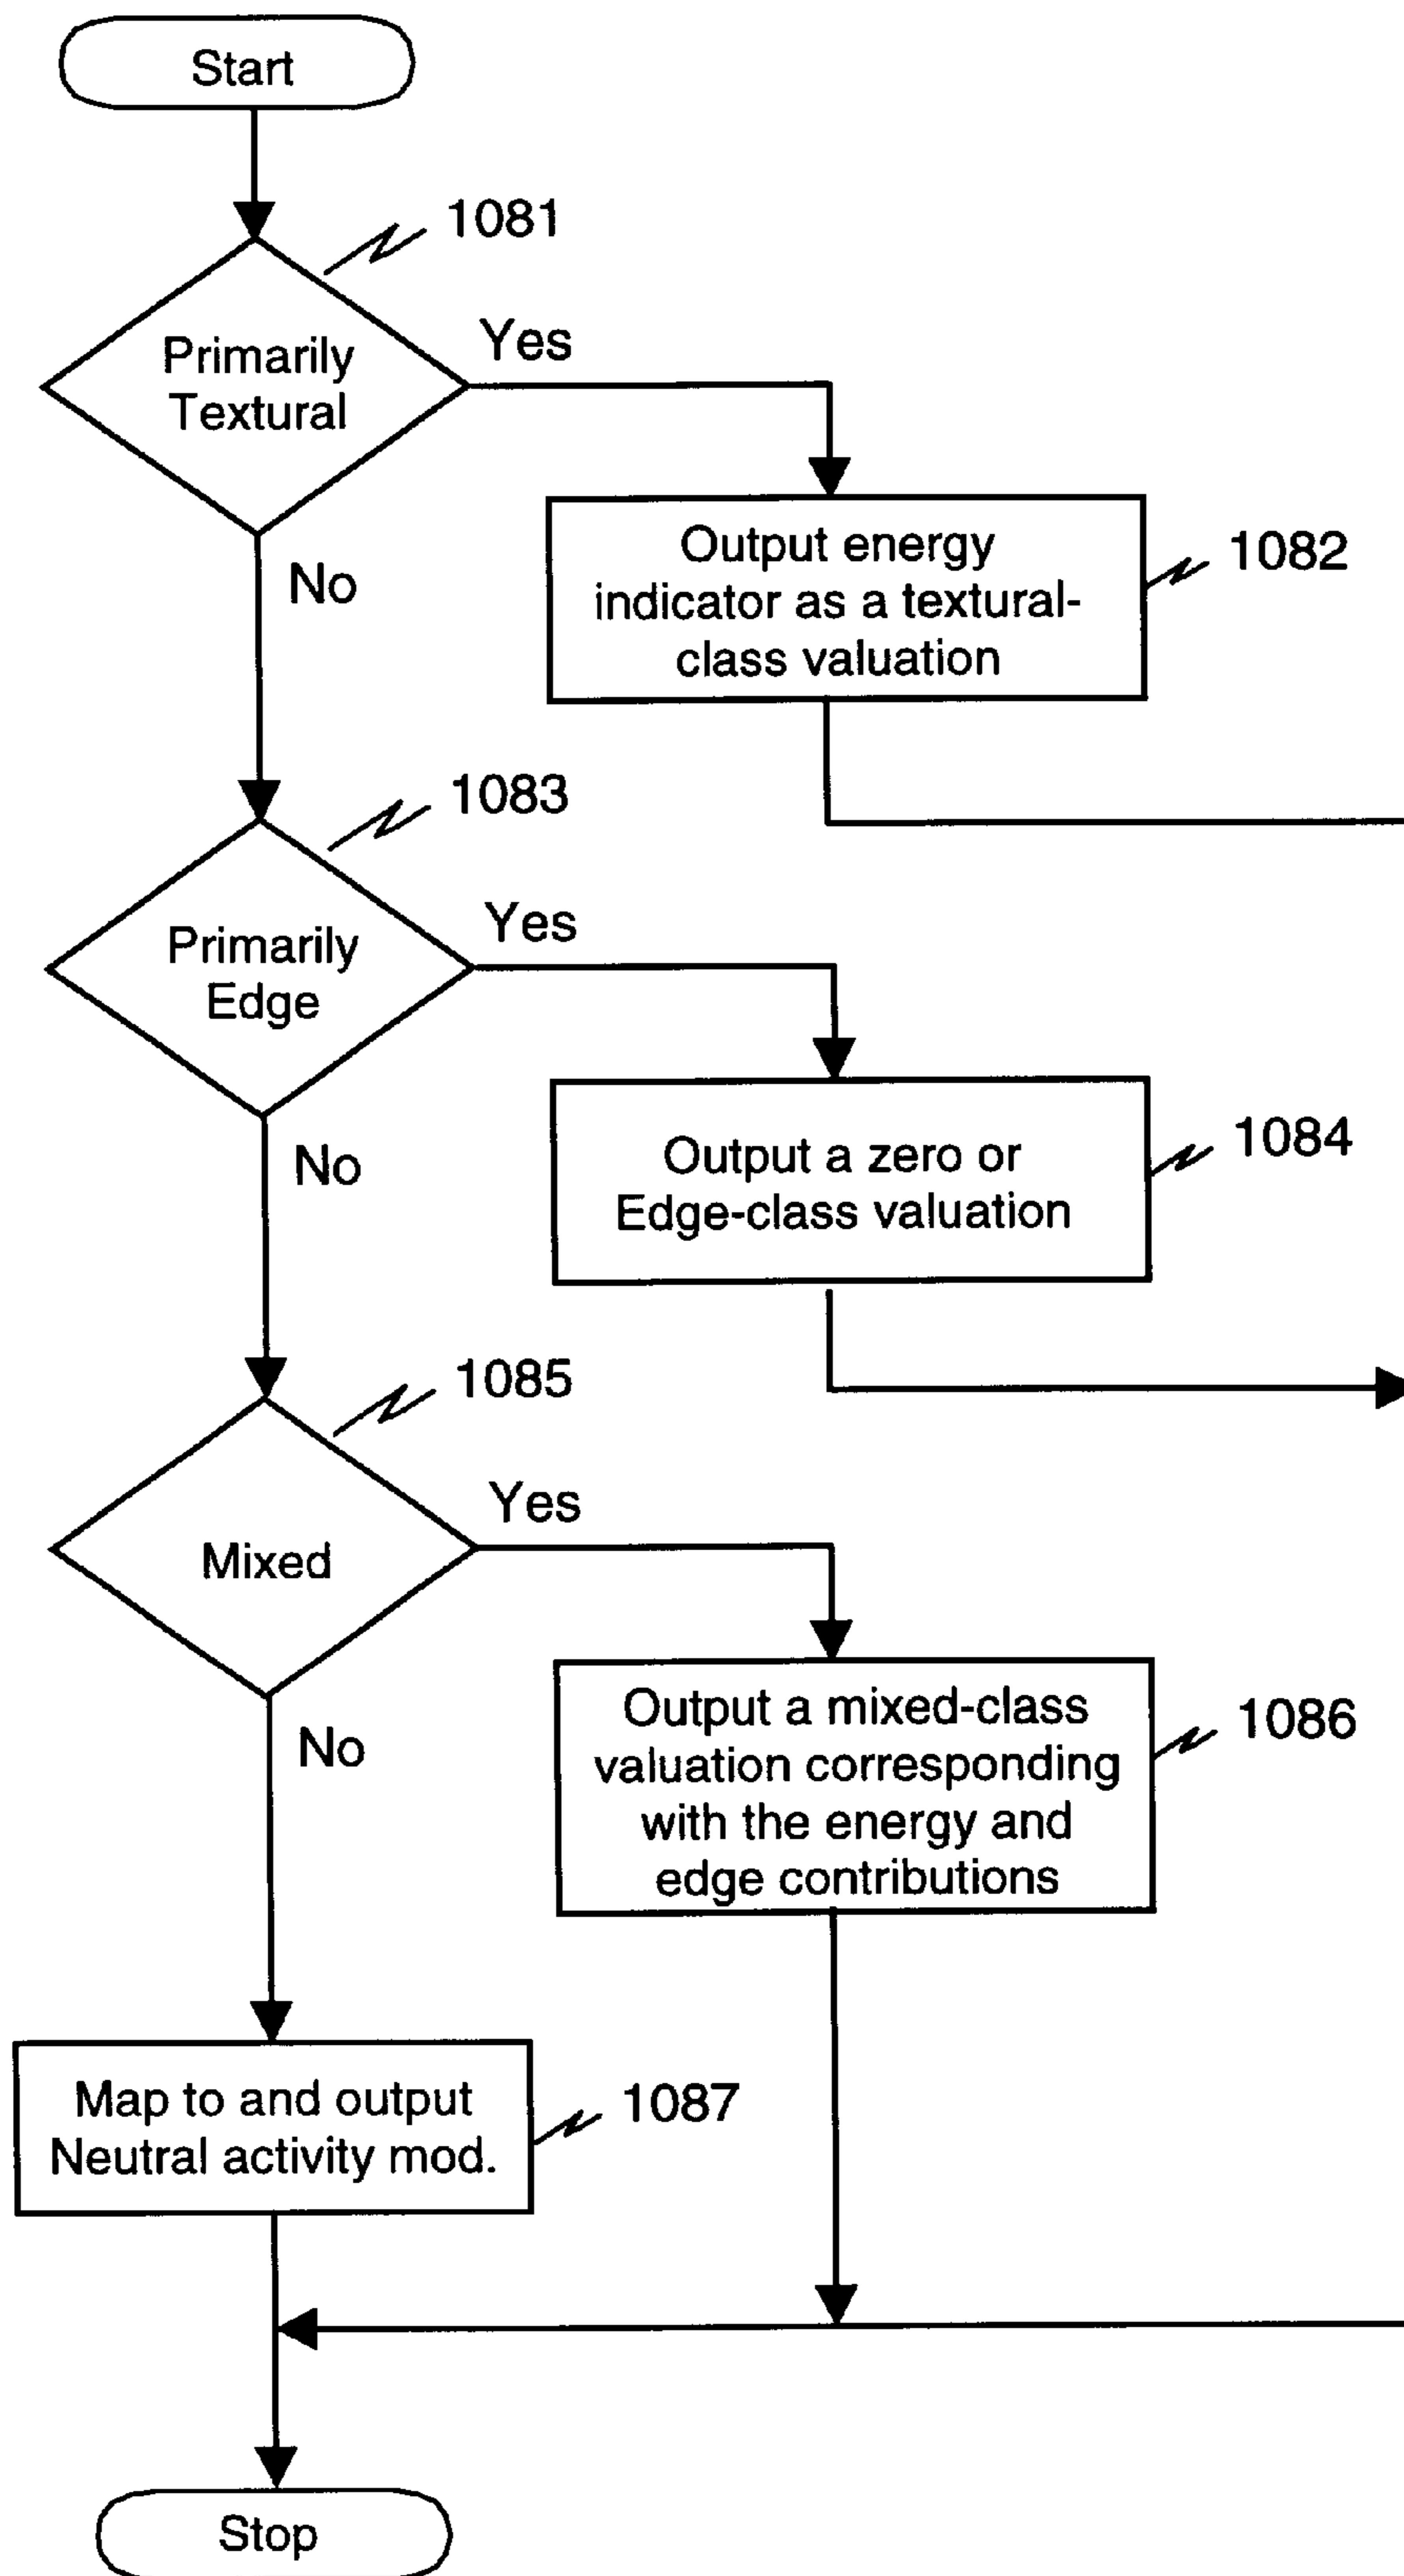 Start
1081
Primarily
Textural
Yes
No
Output energy
indicator as a textural-
class valuation
1082
1083
Primarily
Edge
Yes
No
Output a zero or
Edge-class valuation
1084
1085
Mixed
Yes
No
Output a mixed-class
valuation corresponding
with the energy and
edge contributions
1086
Map to and output
Neutral activity mod.
1087
Stop